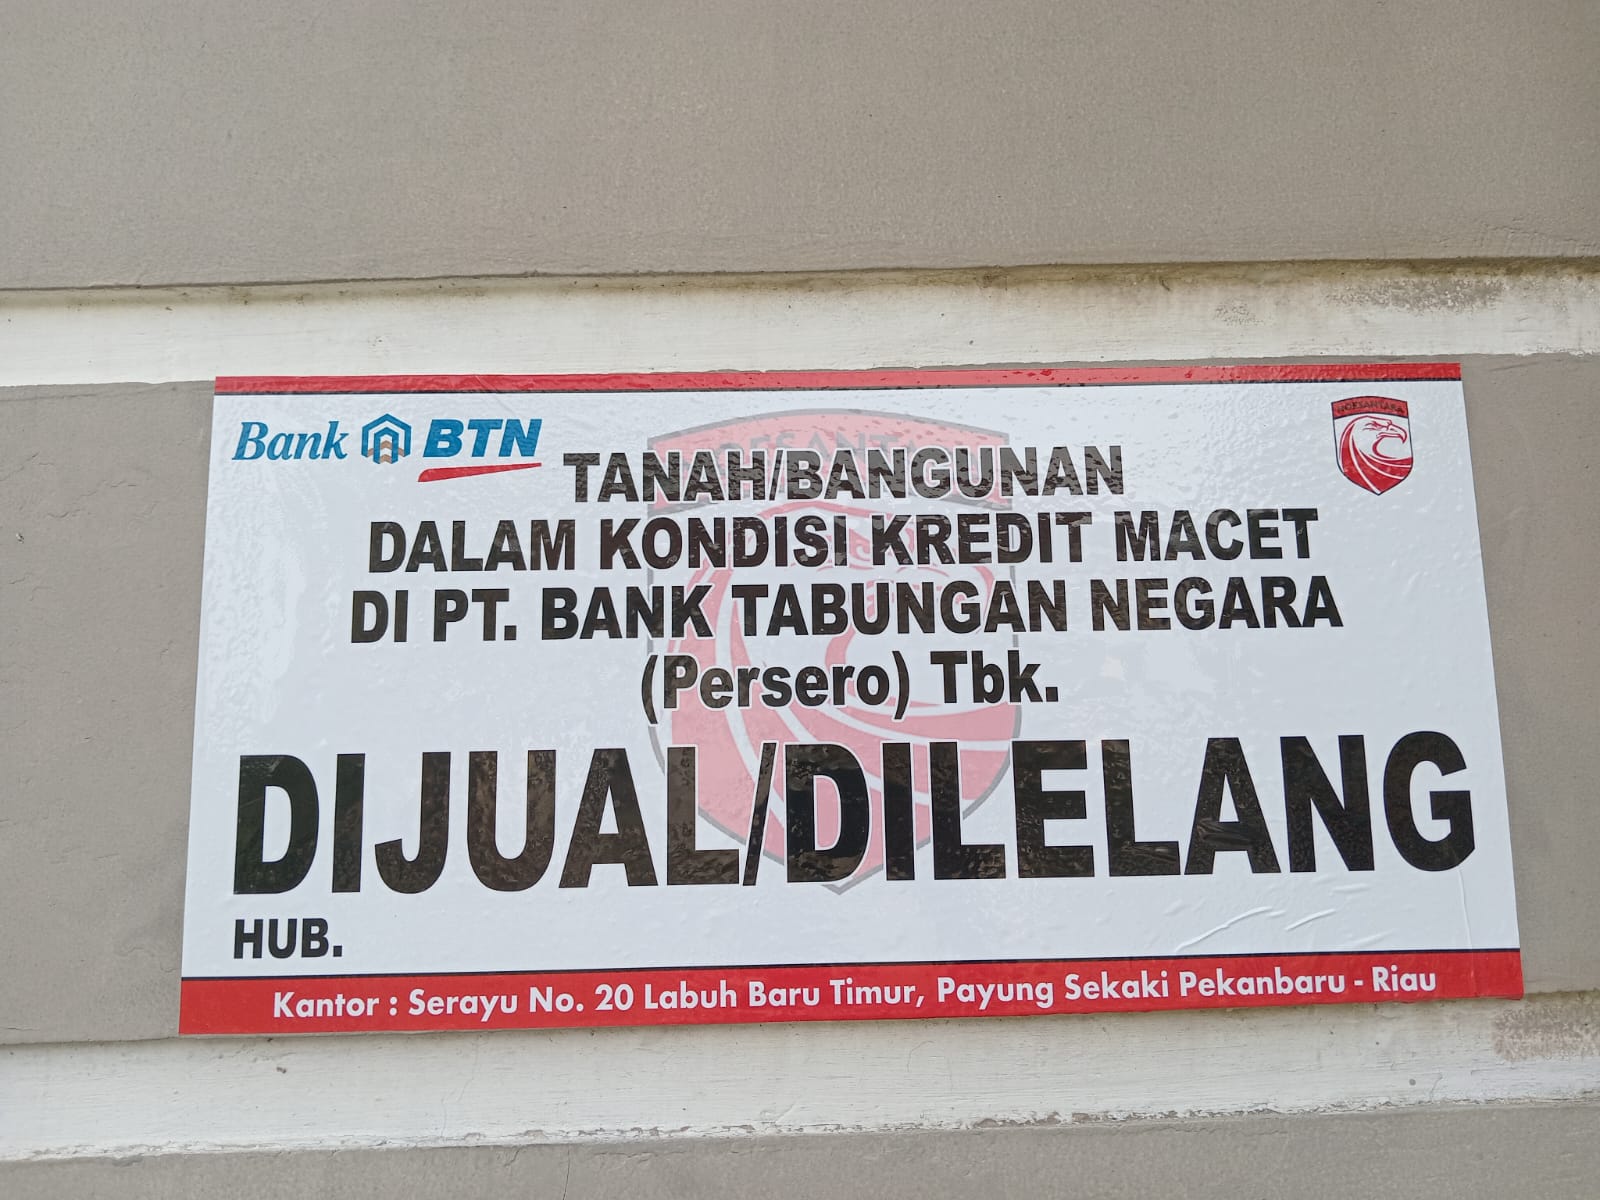 Bank BTN
NOESANTARA
TANAH/BANGUNAN
DALAM KONDISI KREDIT MACET
DI PT. BANK TABUNGAN NEGARA
(Persero) Tbk.
DIJUAL/DILELANG
HUB.
Kantor : Serayu No. 20 Labuh Baru Timur, Payung Sekaki Pekanbaru - Riau